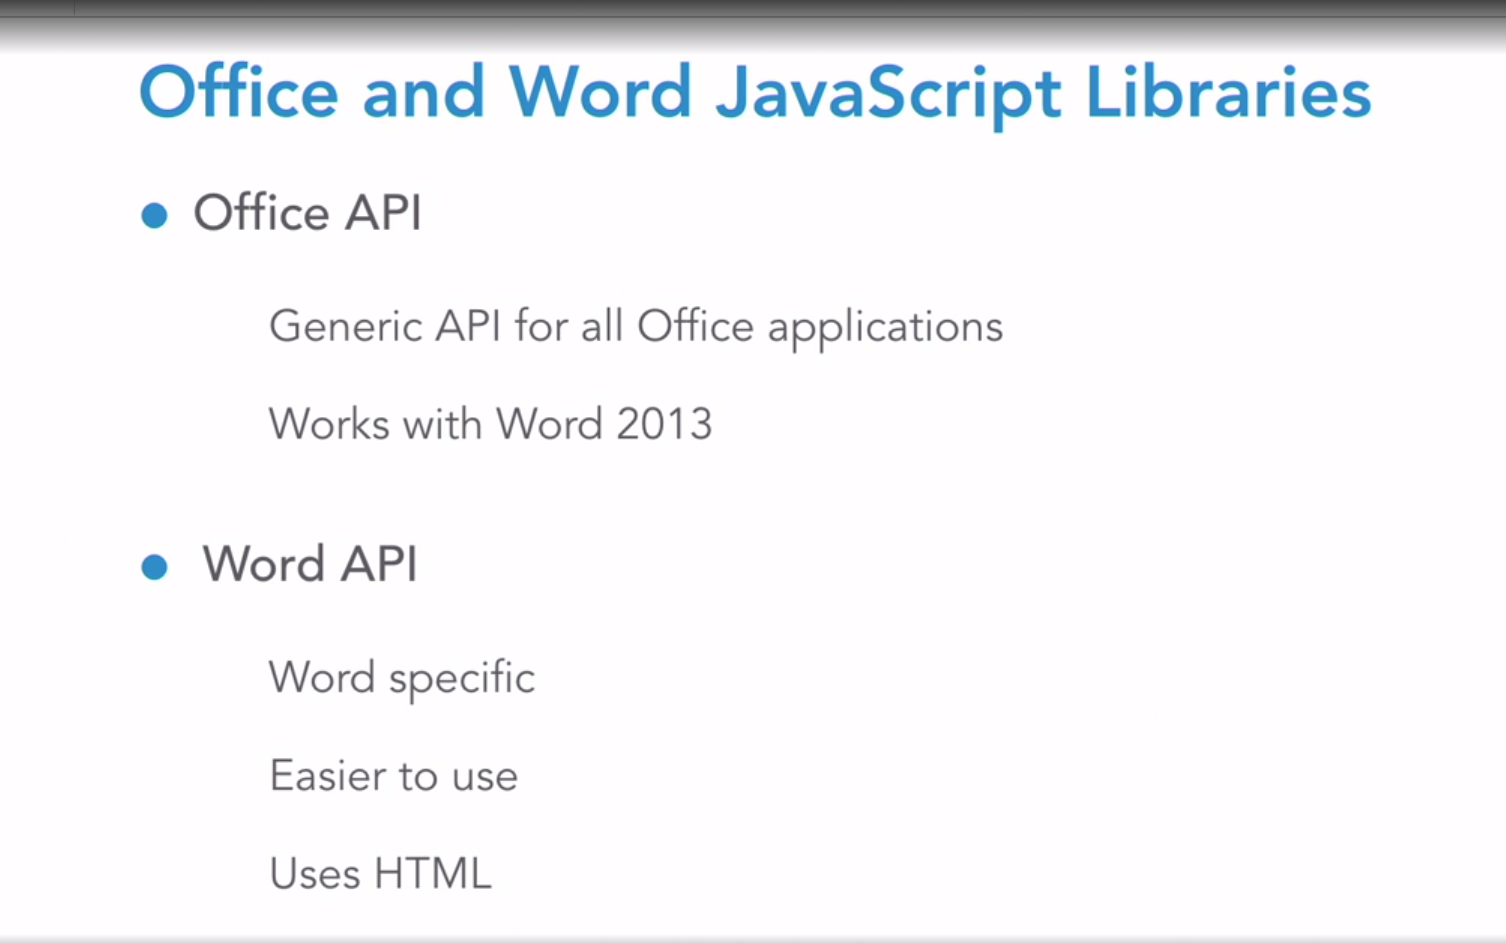 Office and Word JavaScript Libraries
Office API
Generic API for all Office applications
Works with Word 2013
Word API
Word specific
Easier to use
Uses HTML